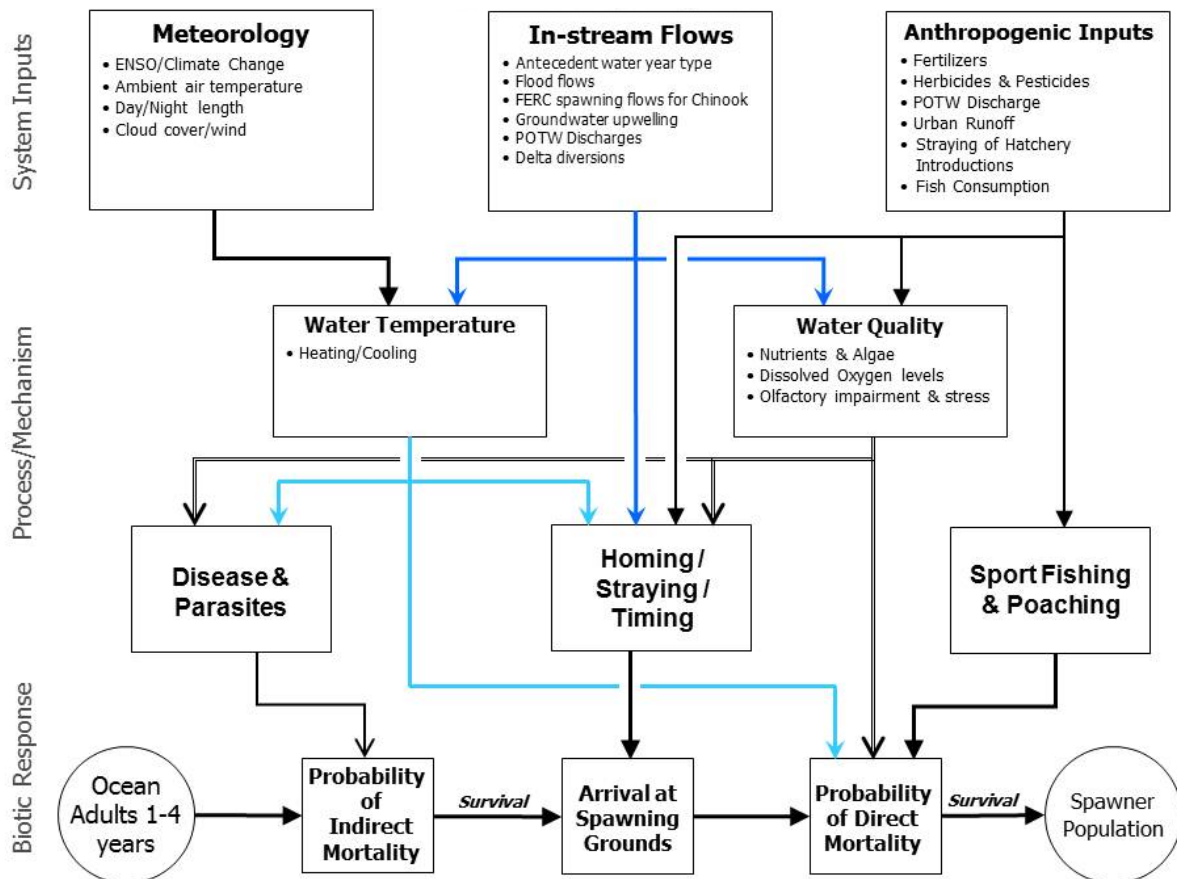 System Inputs
Meteorology
• ENSO/Climate Change
• Ambient air temperature
• Day/Night length
• Cloud cover/wind
In-stream Flows
• Antecedent water year type
• Flood flows
• FERC spawning flows for Chinook
• Groundwater upwelling
• POTW Discharges
• Delta diversions
Anthropogenic Inputs
• Fertilizers
• Herbicides & Pesticides
• POTW Discharge
• Urban Runoff
• Straying of Hatchery
Introductions
• Fish Consumption
Process/Mechanism
Water Temperature
• Heating/Cooling
Water Quality
• Nutrients & Algae
• Dissolved Oxygen levels
• Olfactory impairment & stress
Disease &
Parasites
Homing /
Straying /
Timing
Sport Fishing
& Poaching
Biotic Response
Ocean
Adults 1-4
years
Probability
of
Indirect
Mortality
Survival
Arrival at
Spawning
Grounds
Probability
of Direct
Mortality
Survival
Spawner
Population